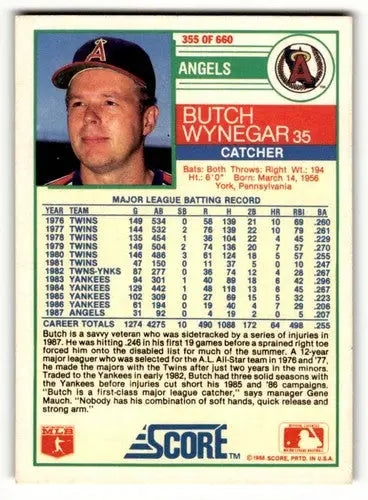 355 OF 660
ANGELS
BUTCH
WYNEGAR 35
CATCHER
Bats: Both Throws: Right Wt.: 194
Ht.: 6'0" Born: March 14, 1956
York, Pennsylvania
MAJOR LEAGUE BATTING RECORD
YEAR TEAM G AB SB R H 2B HR RBI BA
1976 TWINS 149 534 0 58 139 21 10 69 .260
1977 TWINS 144 532 2 76 139 22 10 79 .261
1978 TWINS 135 454 1 36 104 22 4 45 .229
1979 TWINS 149 504 2 74 136 20 7 57 .270
1980 TWINS 146 486 3 61 124 18 5 57 .255
1981 TWINS 47 150 0 11 37 5 0 10 .247
1982 TWNS-YNKS 87 277 0 36 74 12 4 28 .267
1983 YANKEES 94 301 1 40 89 18 6 42 .296
1984 YANKEES 129 442 1 48 118 13 6 45 .267
1985 YANKEES 102 309 0 27 69 15 5 32 .223
1986 YANKEES 61 194 0 19 40 4 7 29 .206
1987 ANGELS 31 92 0 4 19 2 0 5 .207
CAREER TOTALS 1274 4275 10 490 1088 172 64 498 .255
Butch is a savvy veteran who was sidetracked by a series of injuries in
1987. He was hitting .246 in his first 19 games before a sprained right toe
forced him onto the disabled list for much of the summer. A 12-year
major leaguer who was selected for the A.L. All-Star team in 1976 and '77,
he made the majors with the Twins after just two years in the minors.
Traded to the Yankees in early 1982, Butch had three solid seasons with
the Yankees before injuries cut short his 1985 and '86 campaigns.
"Butch is a first-class major league catcher," says manager Gene
Mauch. "Nobody has his combination of soft hands, quick release and
strong arm."
MLB
SCORE™
©1988 SCORE, PRTD. IN U.S.A.